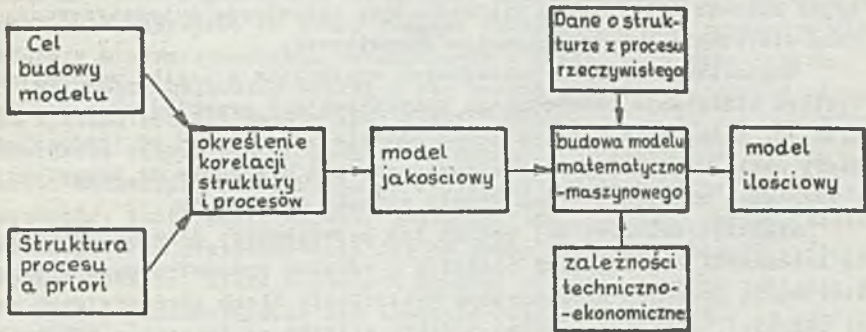 Cel
budowy
modelu
Struktura
procesu
a priori
określenie
korelacji
struktury
i procesów
model
jakościowy
Dane o struk-
turze z procesu
rzeczywistego
budowa modelu
matematyczno
-maszynowego
zależności
techniczno-
-ekonomiczne
model
ilościowy